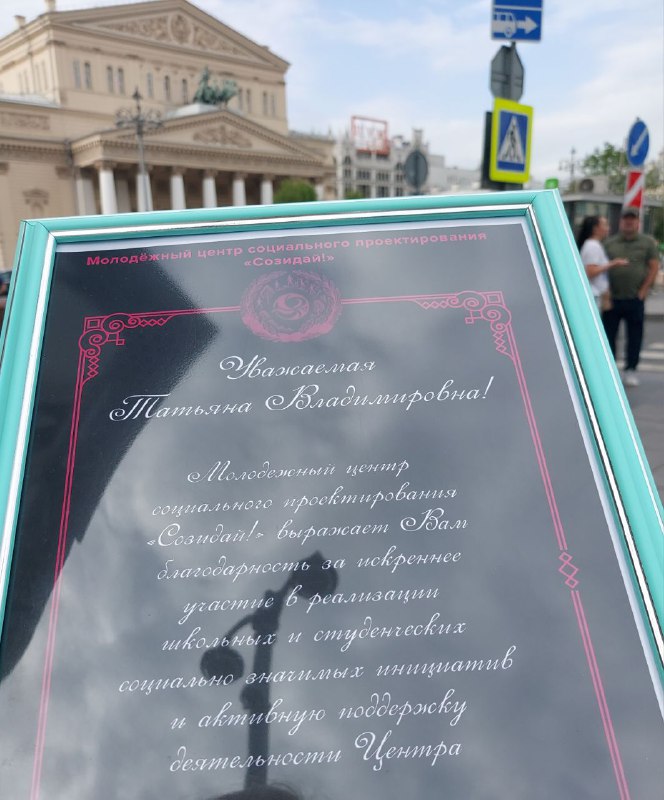 Молодёжный центр социального проектирования
«Созидай!»
Уважаемая
Татьяна Владимировна!
Молодежный центр
социального проектирования
«Созидай!» выражает Вам
благодарность за искреннее
участие в реализации
школьных и студенческих
социально значимых инициатив
и активную поддержку
деятельности Центра